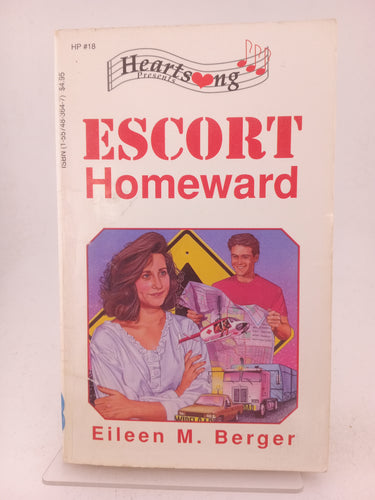 HP #18
Heartsong
Presents
ISBN (1-55748-364-7) $4.95
ESCORT
Homeward
Eileen M. Berger